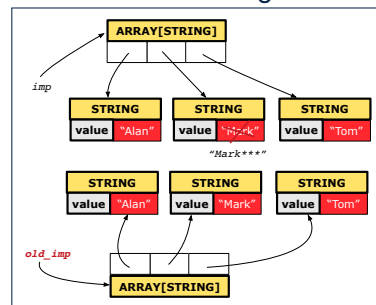 ARRAY[STRING]
imp
STRING STRING STRING
value "Alan" value "Mark" value "Tom"
"Mark***"
STRING STRING STRING
value "Alan" value "Mark" value "Tom"
old_imp
ARRAY[STRING]